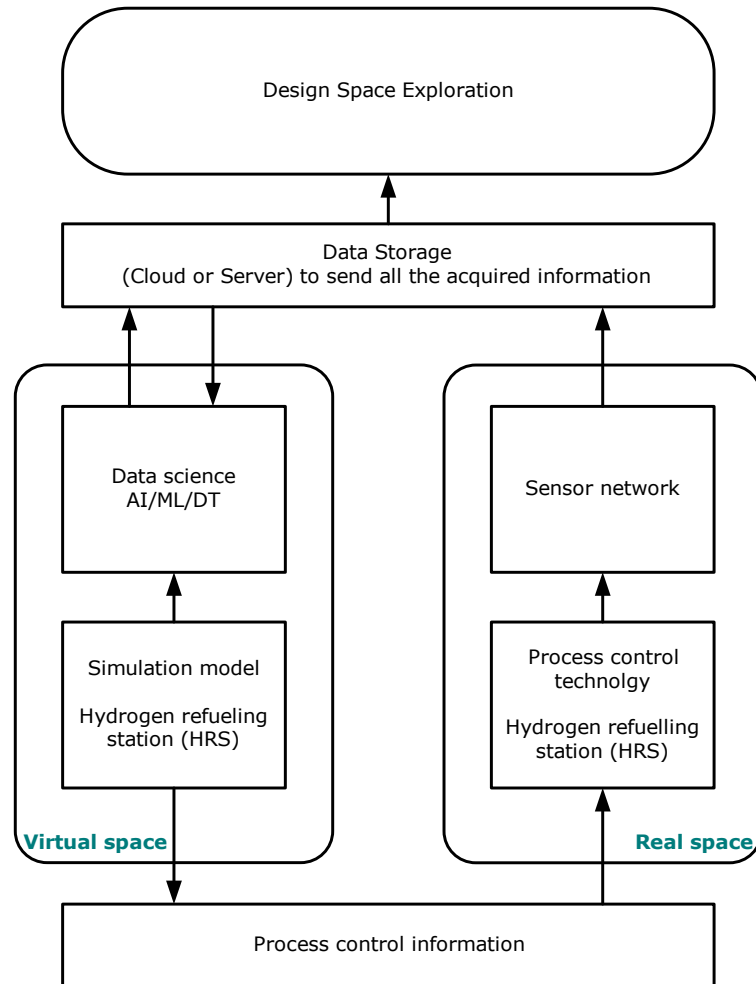 Design Space Exploration
Data Storage
(Cloud or Server) to send all the acquired information
Data science
AI/ML/DT
Sensor network
Simulation model
Hydrogen refueling
station (HRS)
Process control
technolgy
Hydrogen refuelling
station (HRS)
Virtual space
Real space
Process control information